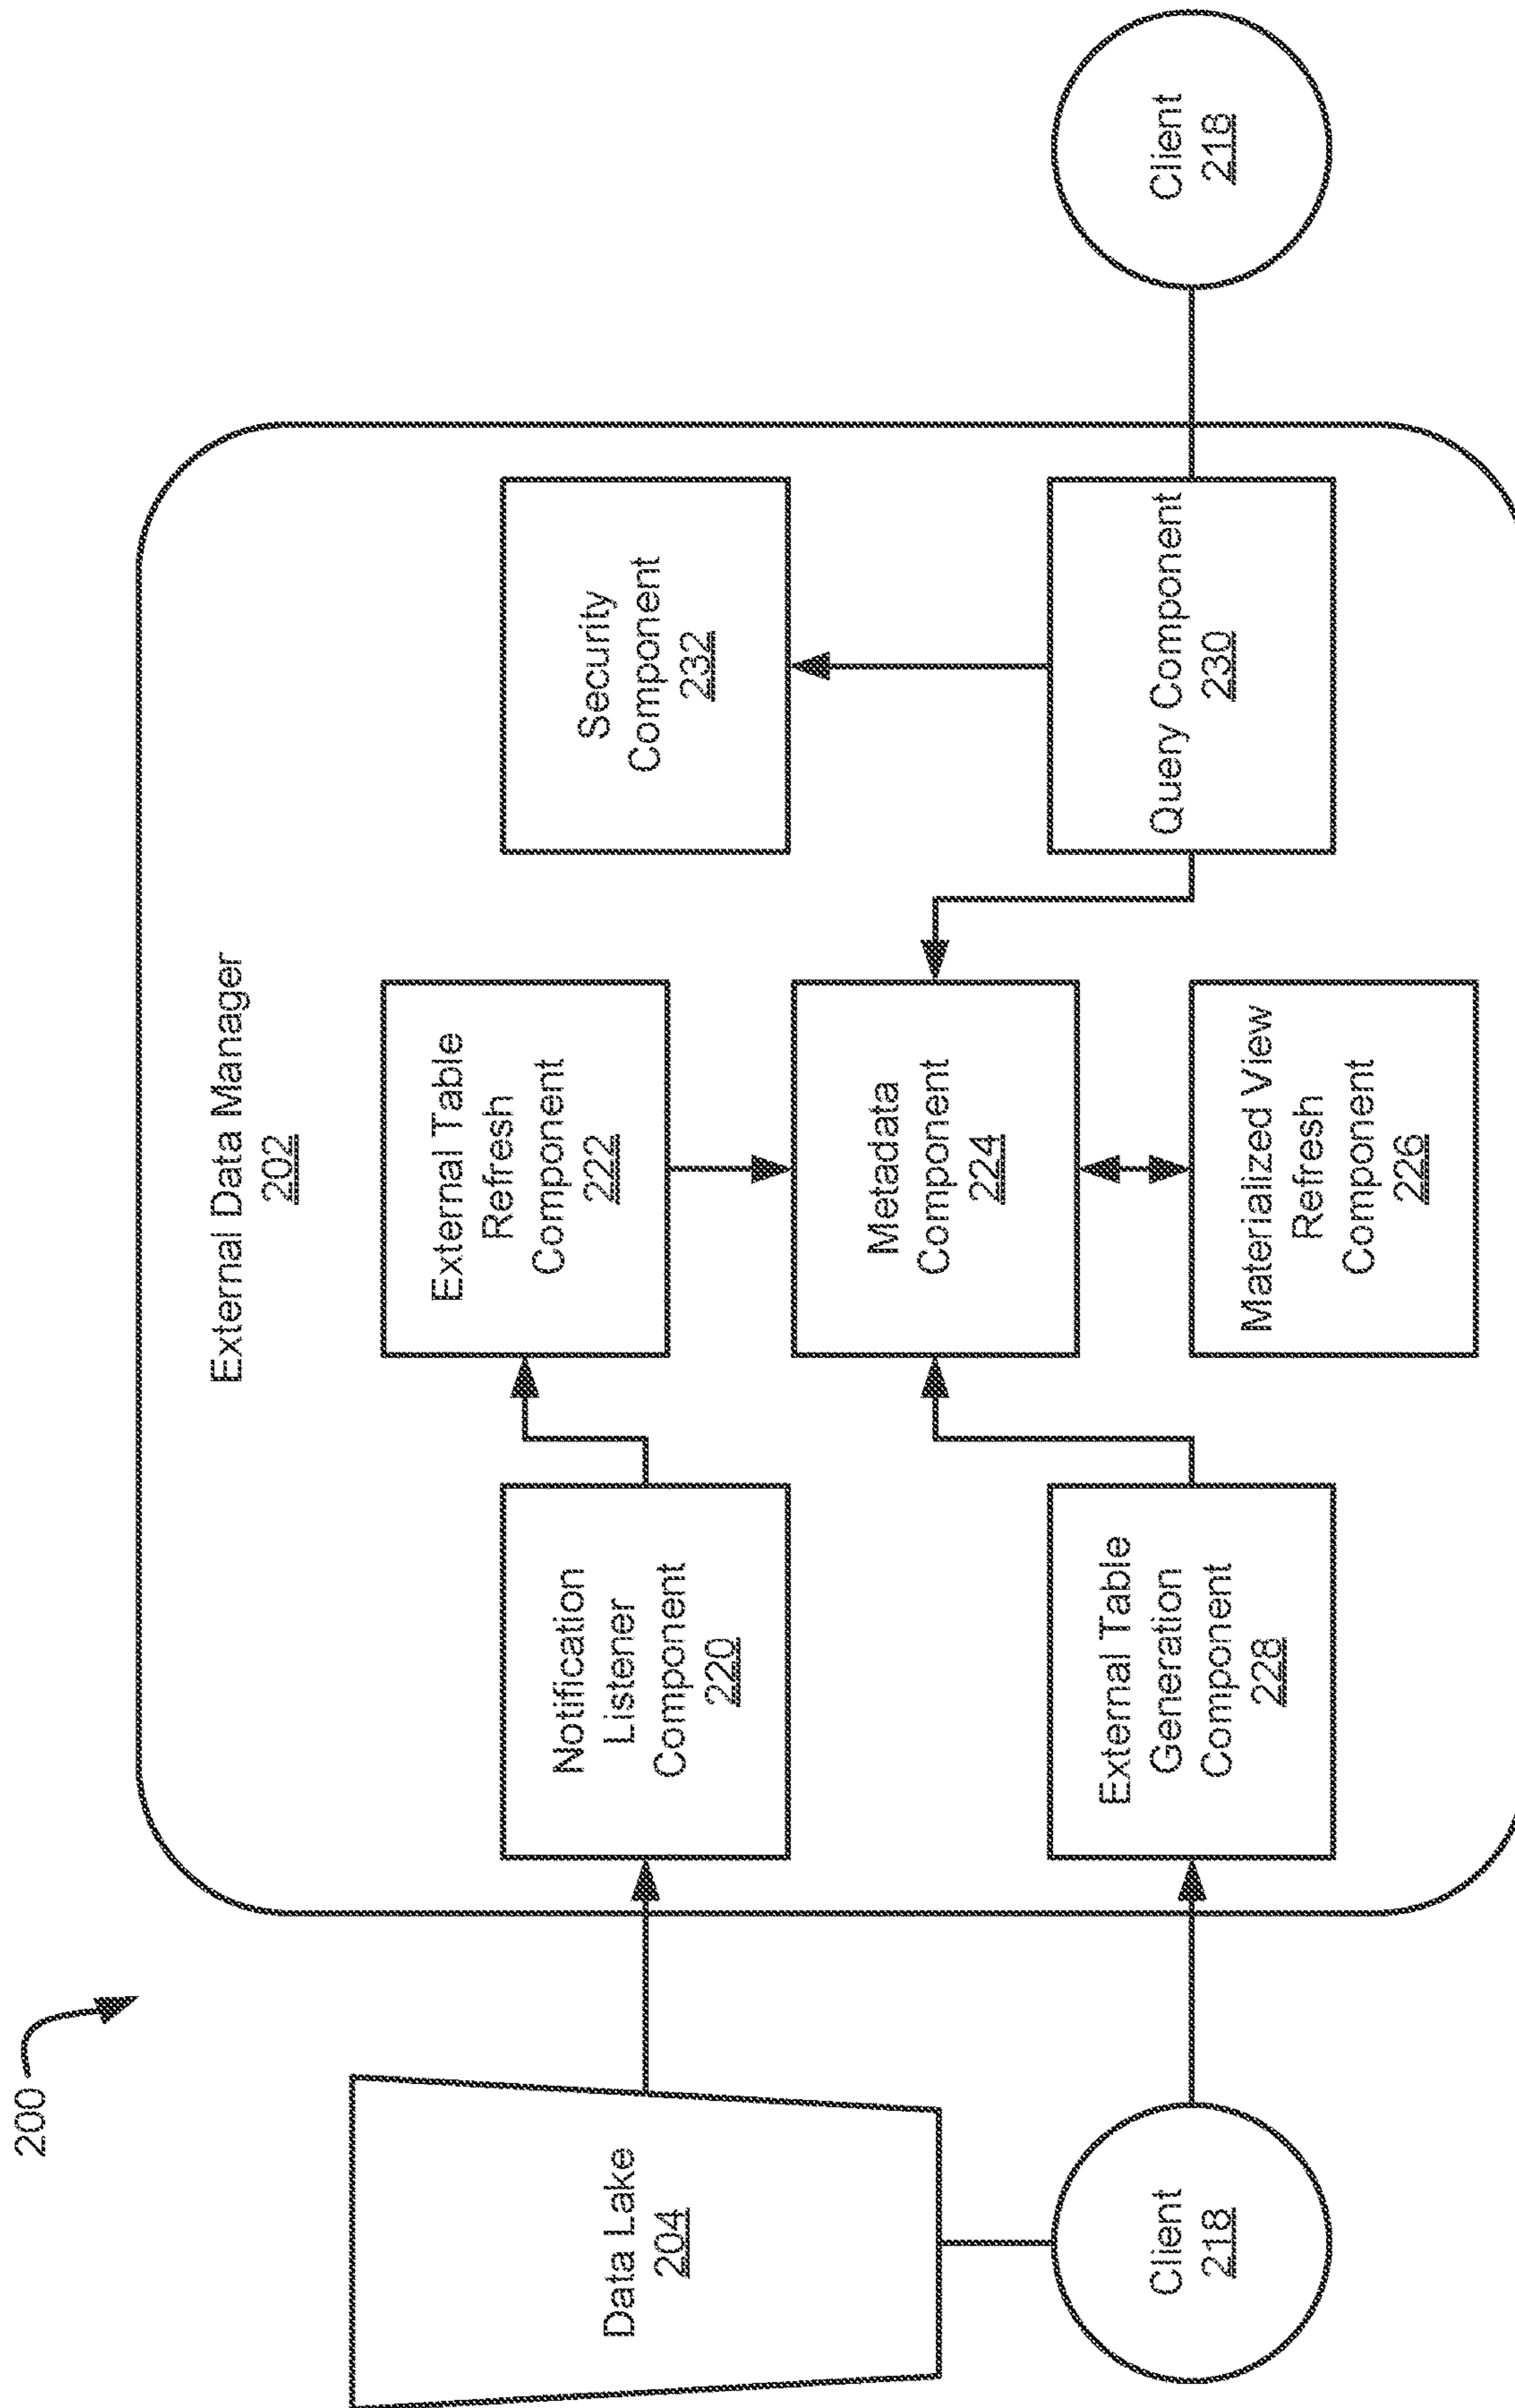 200
External Data Manager
202
Data Lake
204
Client
218
Notification
Listener
Component
220
External Table
Generation
Component
228
External Table
Refresh
Component
222
Metadata
Component
224
Materialized View
Refresh
Component
226
Security
Component
232
Query Component
230
Client
218